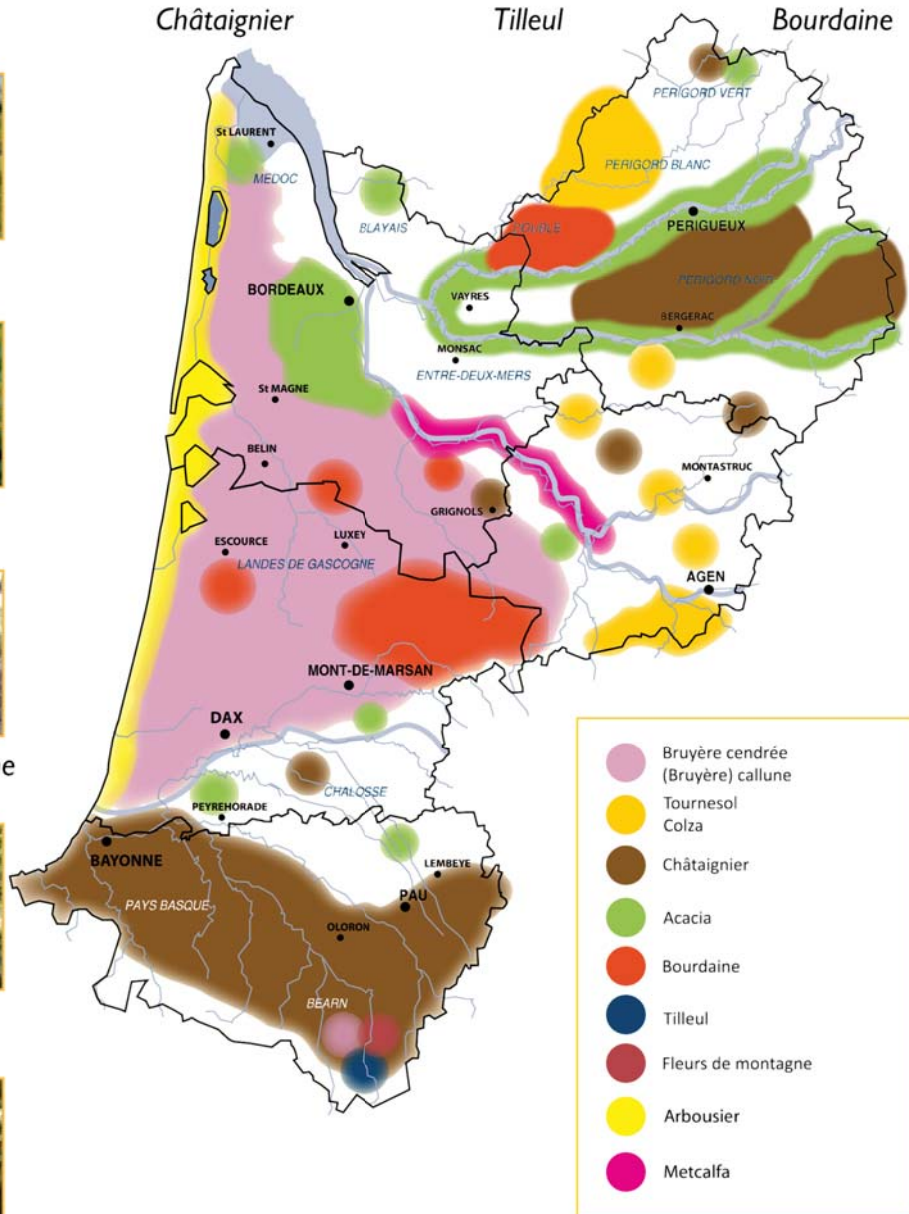 Châtaignier
Tilleul
Bourdaine
PERIGORD VERT
St LAURENT
MEDOC
PERIGORD BLANC
BLAYAIS
DOUBLE
PERIGUEUX
PERIGORD NOIR
BORDEAUX
VAYRES
BERGERAC
MONSAC
ENTRE-DEUX-MERS
St MAGNE
BELIN
MONTASTRUC
GRIGNOLS
ESCOURCE
LUXEY
LANDES DE GASCOGNE
AGEN
MONT-DE-MARSAN
DAX
CHALOSSE
PEYREHORADE
BAYONNE
LEMBEYE
PAU
PAYS BASQUE
OLORON
BEARN
Bruyère cendrée
(Bruyère) callune
Tournesol
Colza
Châtaignier
Acacia
Bourdaine
Tilleul
Fleurs de montagne
Arbousier
Metcalfa